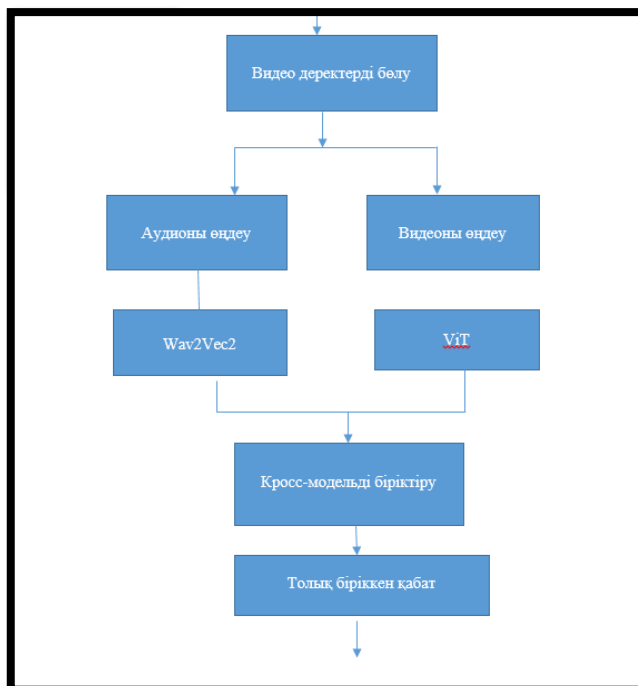 Видео деректерді бөлу
Аудионы өңдеу
Видеоны өңдеу
Wav2Vec2
ViT
Кросс-модельді біріктіру
Толық біріккен қабат